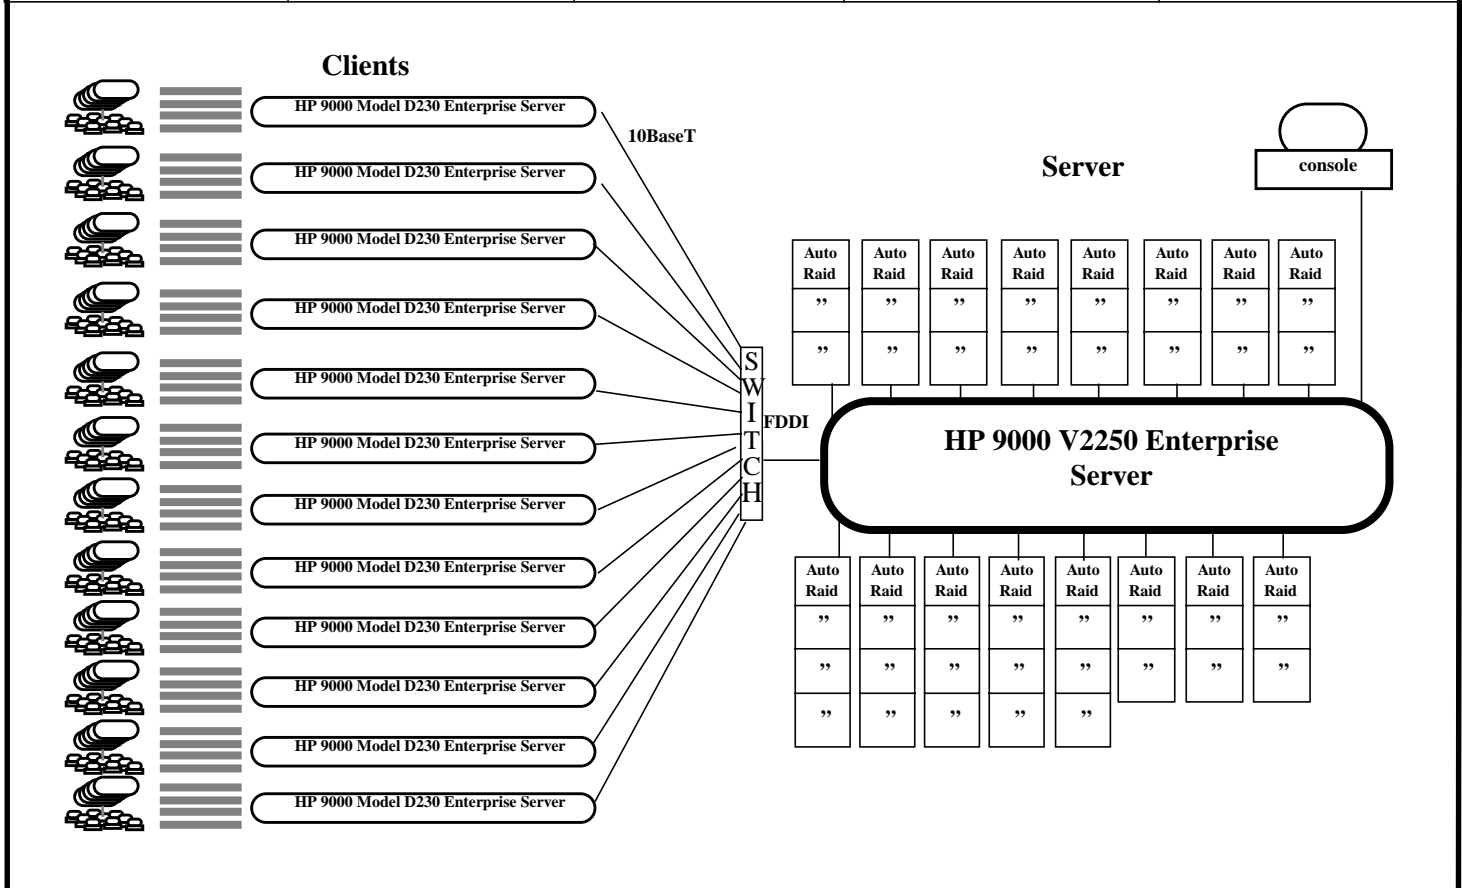 Clients
HP 9000 Model D230 Enterprise Server
10BaseT
HP 9000 Model D230 Enterprise Server
HP 9000 Model D230 Enterprise Server
HP 9000 Model D230 Enterprise Server
HP 9000 Model D230 Enterprise Server
HP 9000 Model D230 Enterprise Server
HP 9000 Model D230 Enterprise Server
HP 9000 Model D230 Enterprise Server
HP 9000 Model D230 Enterprise Server
HP 9000 Model D230 Enterprise Server
HP 9000 Model D230 Enterprise Server
HP 9000 Model D230 Enterprise Server
SWITCH
FDDI
Server
console
Auto Auto Auto Auto Auto Auto Auto Auto
Raid Raid Raid Raid Raid Raid Raid Raid
” ” ” ” ” ” ” ”
” ” ” ” ” ” ” ”
HP 9000 V2250 Enterprise
Server
Auto Auto Auto Auto Auto Auto Auto Auto
Raid Raid Raid Raid Raid Raid Raid Raid
” ” ” ” ” ” ” ”
” ” ” ” ” ” ” ”
” ” ” ” ”